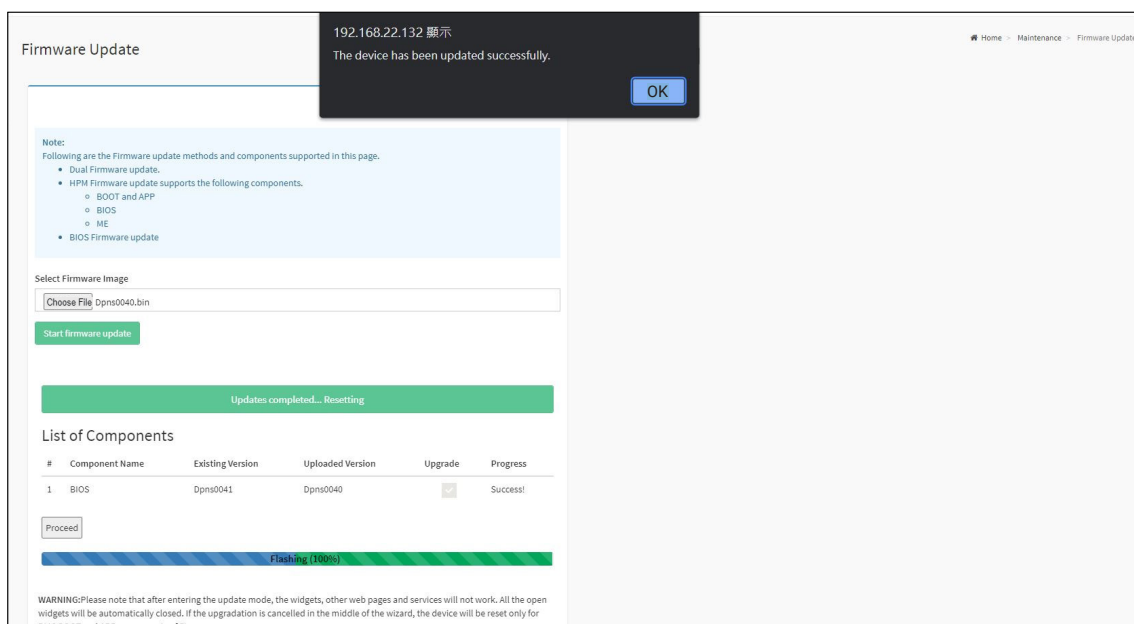 192.168.22.132 顯示
The device has been updated successfully.
OK
Firmware Update
Home > Maintenance > Firmware Update
Note:
Following are the Firmware update methods and components supported in this page.
Dual Firmware update.
HPM Firmware update supports the following components.
BOOT and APP
BIOS
ME
BIOS Firmware update
Select Firmware Image
Choose File Dpns0040.bin
Start firmware update
Updates completed... Resetting
List of Components
# Component Name Existing Version Uploaded Version Upgrade Progress
1 BIOS Dpns0041 Dpns0040 Success!
Proceed
Flashing (100%)
WARNING:Please note that after entering the update mode, the widgets, other web pages and services will not work. All the open
widgets will be automatically closed. If the upgradation is cancelled in the middle of the wizard, the device will be reset only for